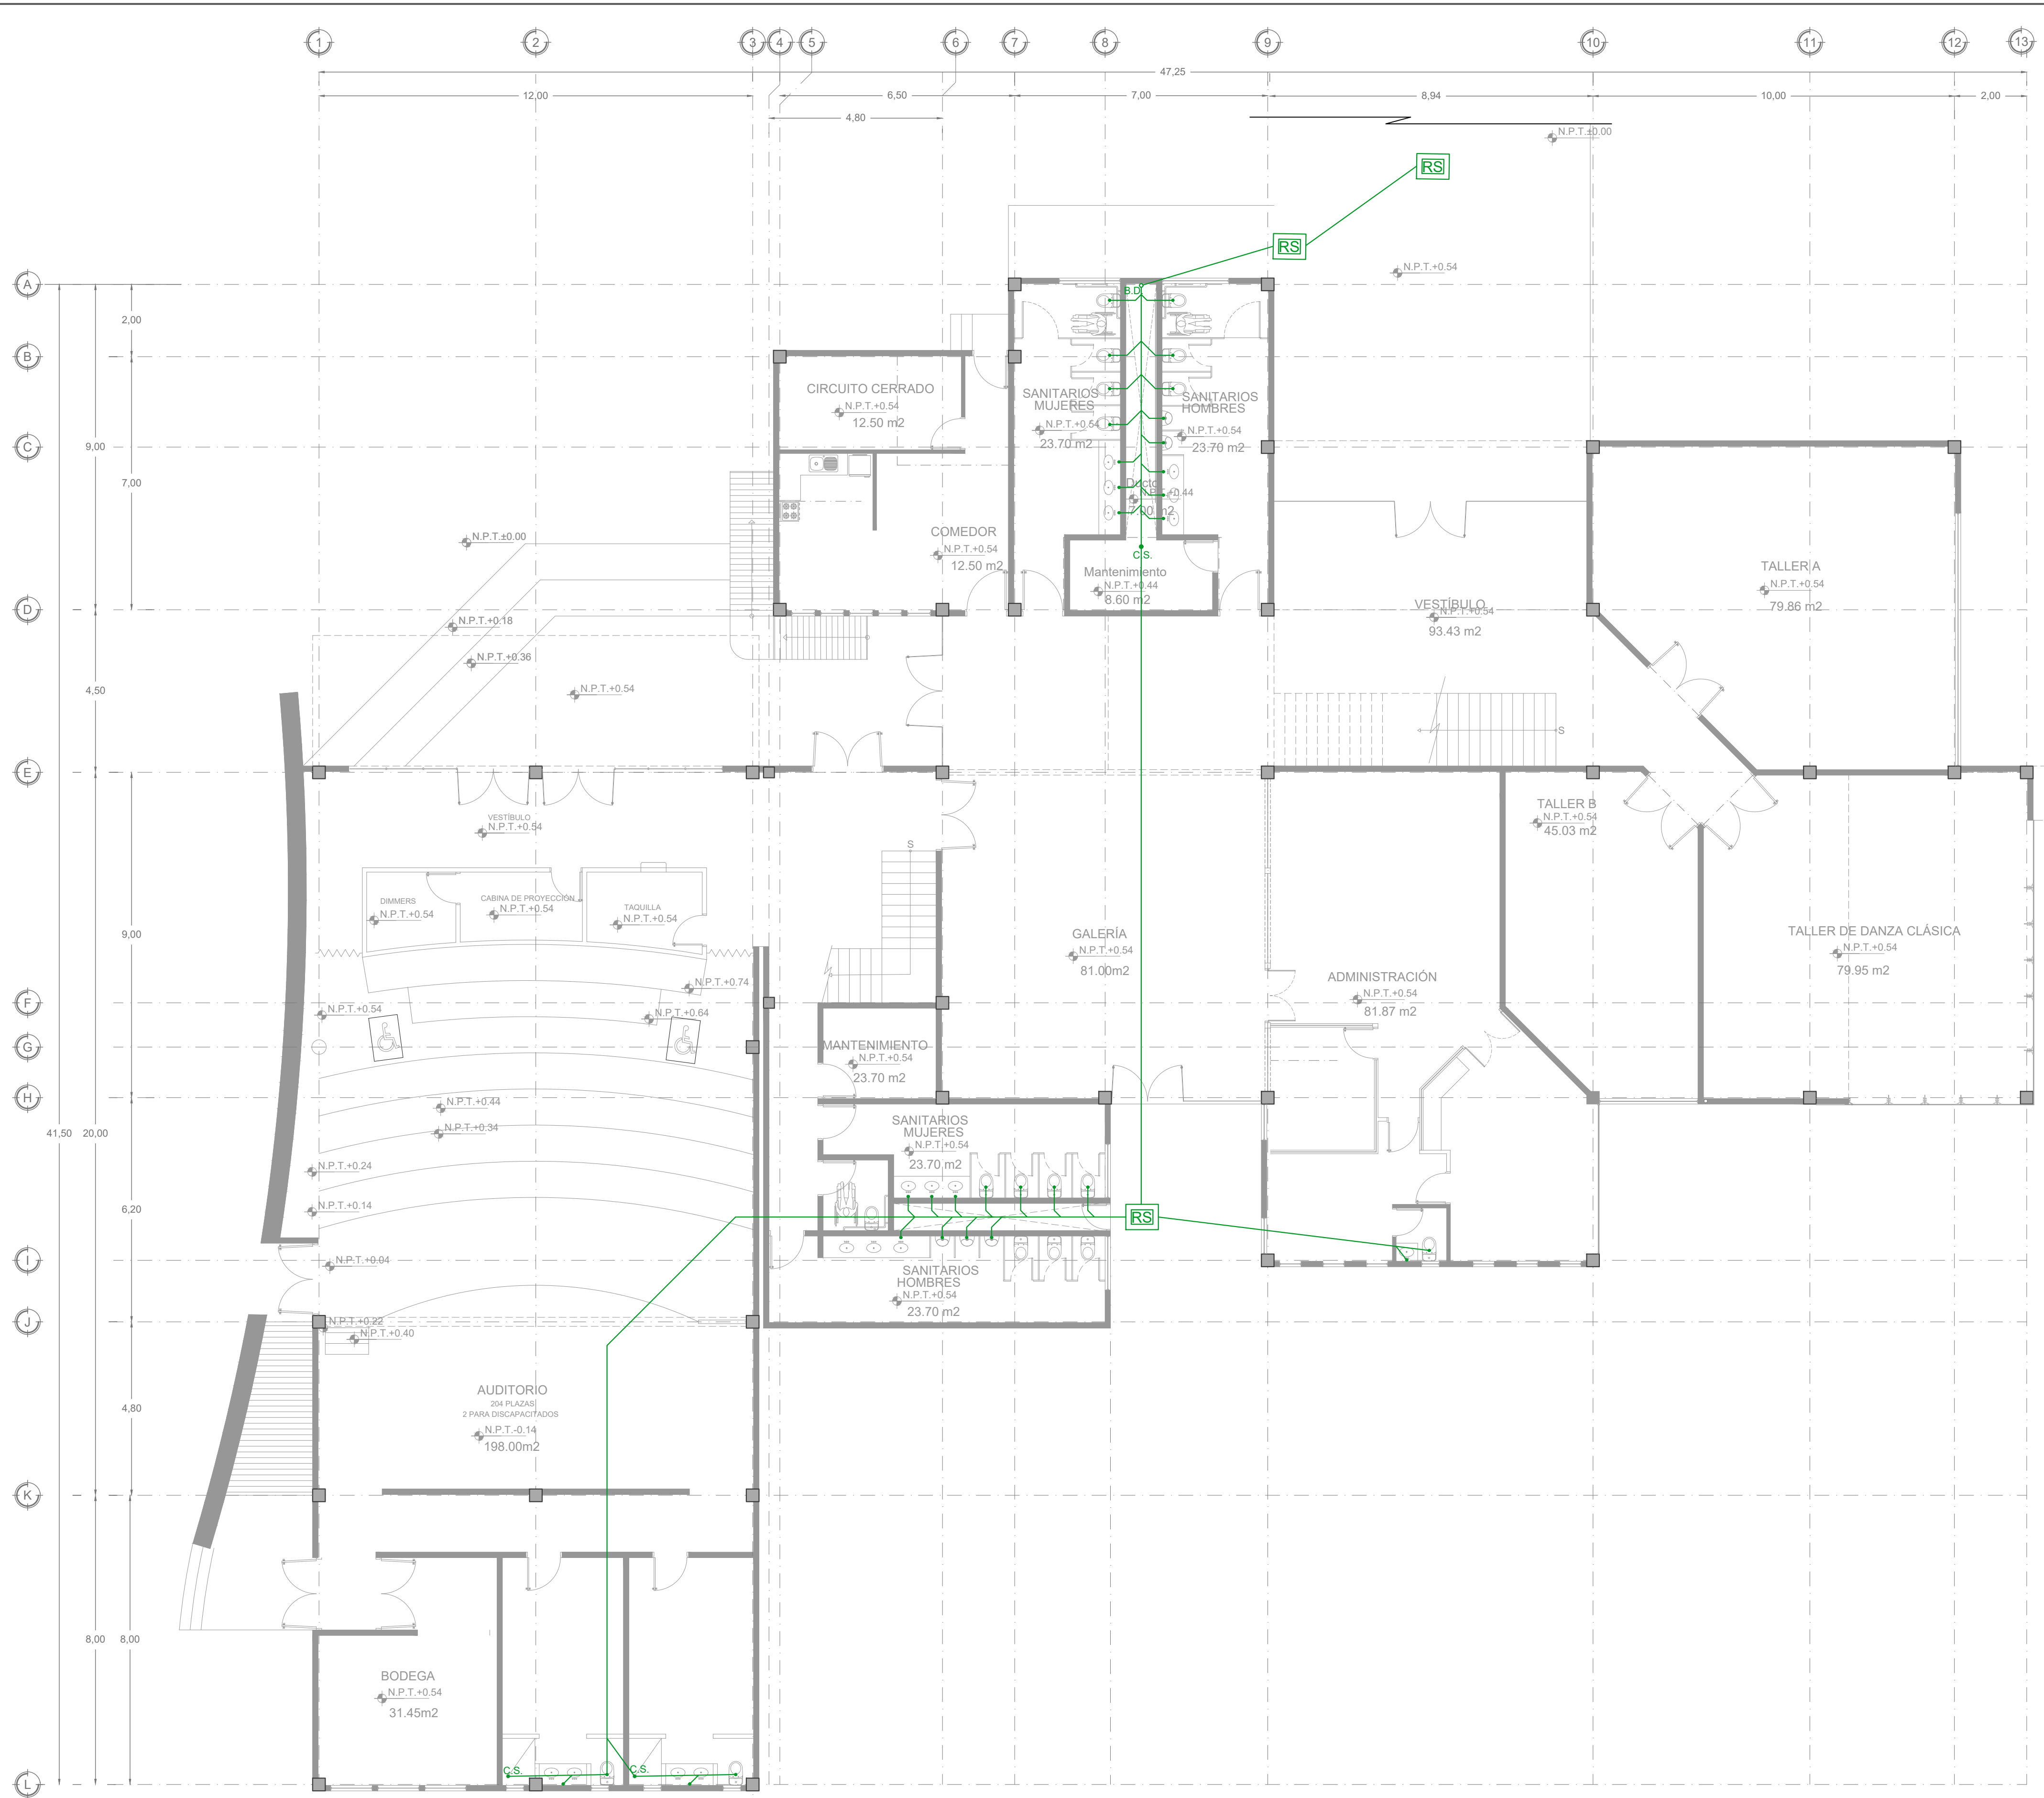 1 2 3 4 5 6 7 8 9 10 11 12 13
47,25
12,00 6,50 7,00 8,94 10,00 2,00
4,80
N.P.T.±0.00
RS
RS
N.P.T.+0.54
A
B.D
2,00
B
CIRCUITO CERRADO
N.P.T.+0.54
12.50 m2
SANITARIOS
MUJERES
N.P.T.+0.54
23.70 m2
SANITARIOS
HOMBRES
N.P.T.+0.54
23.70 m2
C
9,00
7,00
Ducto
N.P.T.+0.44
7.00 m2
COMEDOR
N.P.T.+0.54
12.50 m2
N.P.T.±0.00
C.S.
Mantenimiento
N.P.T.+0.44
8.60 m2
TALLER A
N.P.T.+0.54
79.86 m2
D
VESTÍBULO
N.P.T.+0.54
93.43 m2
N.P.T.+0.18
N.P.T.+0.36
N.P.T.+0.54
4,50
S
E
VESTÍBULO
N.P.T.+0.54
TALLER B
N.P.T.+0.54
45.03 m2
S
DIMMERS
N.P.T.+0.54
CABINA DE PROYECCIÓN
N.P.T.+0.54
TAQUILLA
N.P.T.+0.54
9,00
GALERÍA
N.P.T.+0.54
81.00m2
TALLER DE DANZA CLÁSICA
N.P.T.+0.54
79.95 m2
ADMINISTRACIÓN
N.P.T.+0.54
81.87 m2
N.P.T.+0.74
F
N.P.T.+0.54
N.P.T.+0.64
G
MANTENIMIENTO
N.P.T.+0.54
23.70 m2
H
N.P.T.+0.44
N.P.T.+0.34
41,50 20,00
SANITARIOS
MUJERES
N.P.T.+0.54
23.70 m2
N.P.T.+0.24
6,20
N.P.T.+0.14
RS
I
N.P.T.+0.04
SANITARIOS
HOMBRES
N.P.T.+0.54
23.70 m2
J
N.P.T.+0.22
N.P.T.+0.40
4,80
AUDITORIO
204 PLAZAS
2 PARA DISCAPACITADOS
N.P.T.-0.14
198.00m2
K
8,00 8,00
BODEGA
N.P.T.+0.54
31.45m2
C.S. C.S.
L